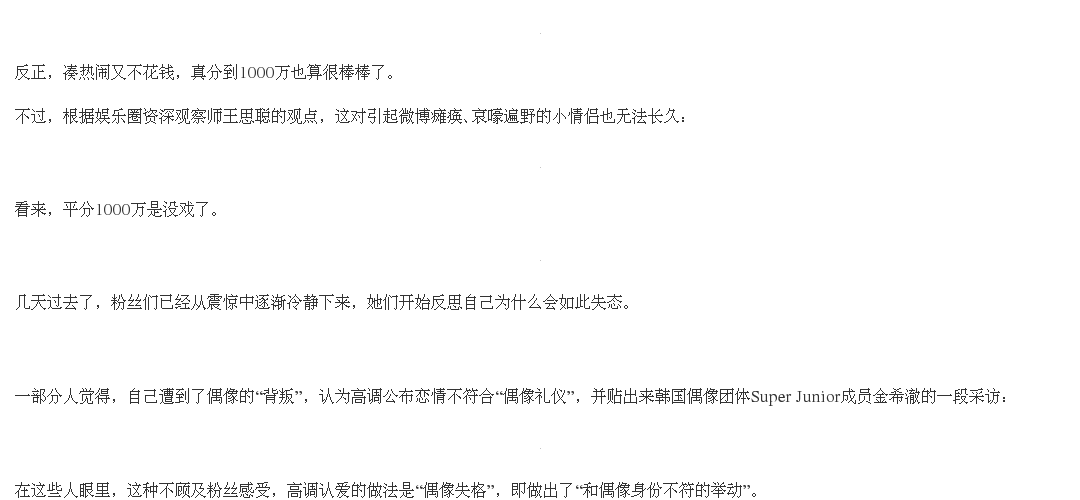 反正，凑热闹又不花钱，真分到1000万也算很棒棒了。
不过，根据娱乐圈资深观察师王思聪的观点，这对引起微博瘫痪、哀嚎遍野的小情侣也无法长久：
看来，平分1000万是没戏了。
几天过去了，粉丝们已经从震惊中逐渐冷静下来，她们开始反思自己为什么会如此失态。
一部分人觉得，自己遭到了偶像的“背叛”，认为高调公布恋情不符合“偶像礼仪”，并贴出来韩国偶像团体Super Junior成员金希澈的一段采访：
在这些人眼里，这种不顾及粉丝感受，高调认爱的做法是“偶像失格”，即做出了“和偶像身份不符的举动”。